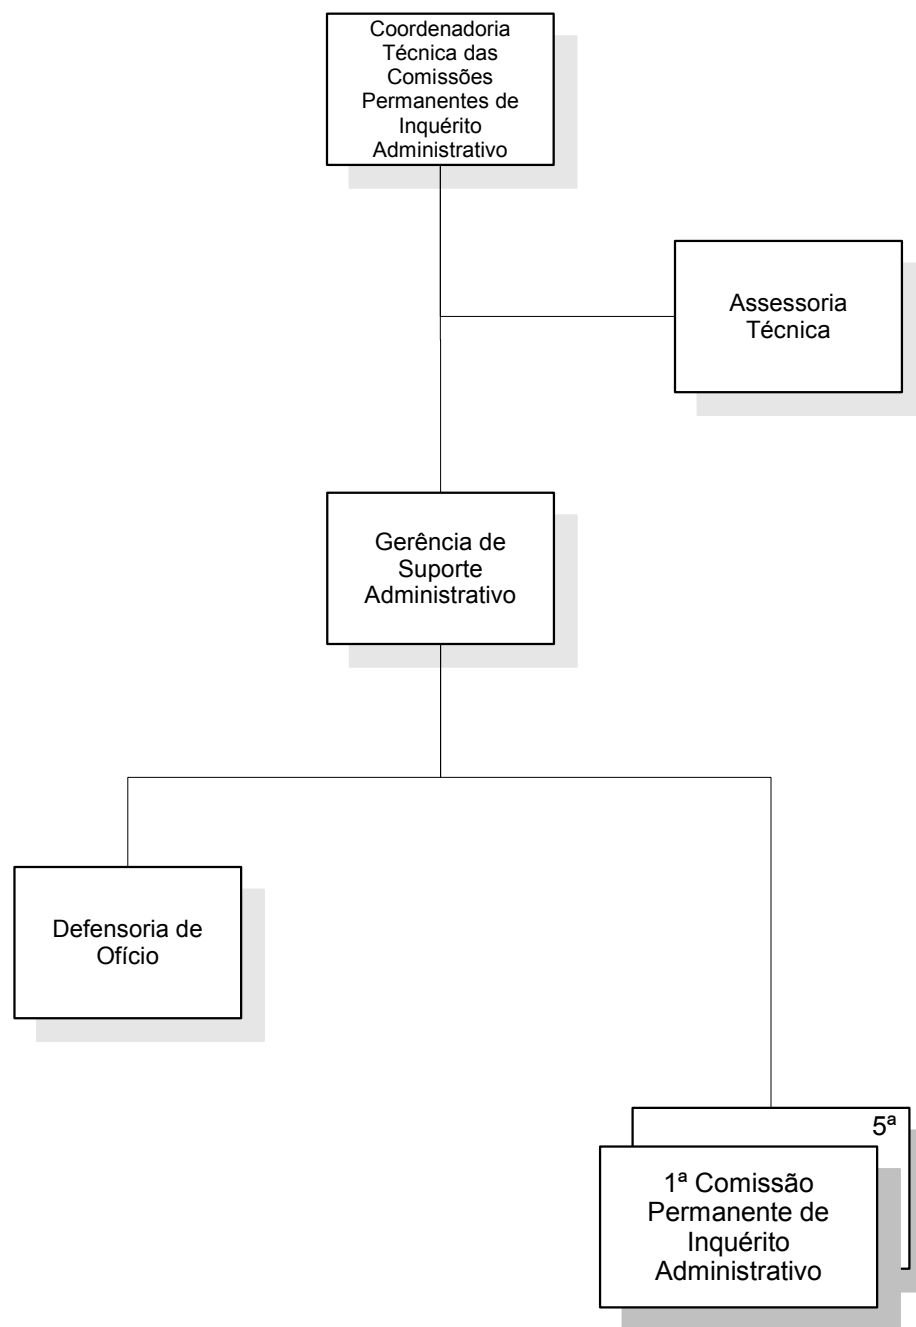 Coordenadoria
Técnica das
Comissões
Permanentes de
Inquérito
Administrativo
Assessoria
Técnica
Gerência de
Suporte
Administrativo
Defensoria de
Ofício
5ª
1ª Comissão
Permanente de
Inquérito
Administrativo